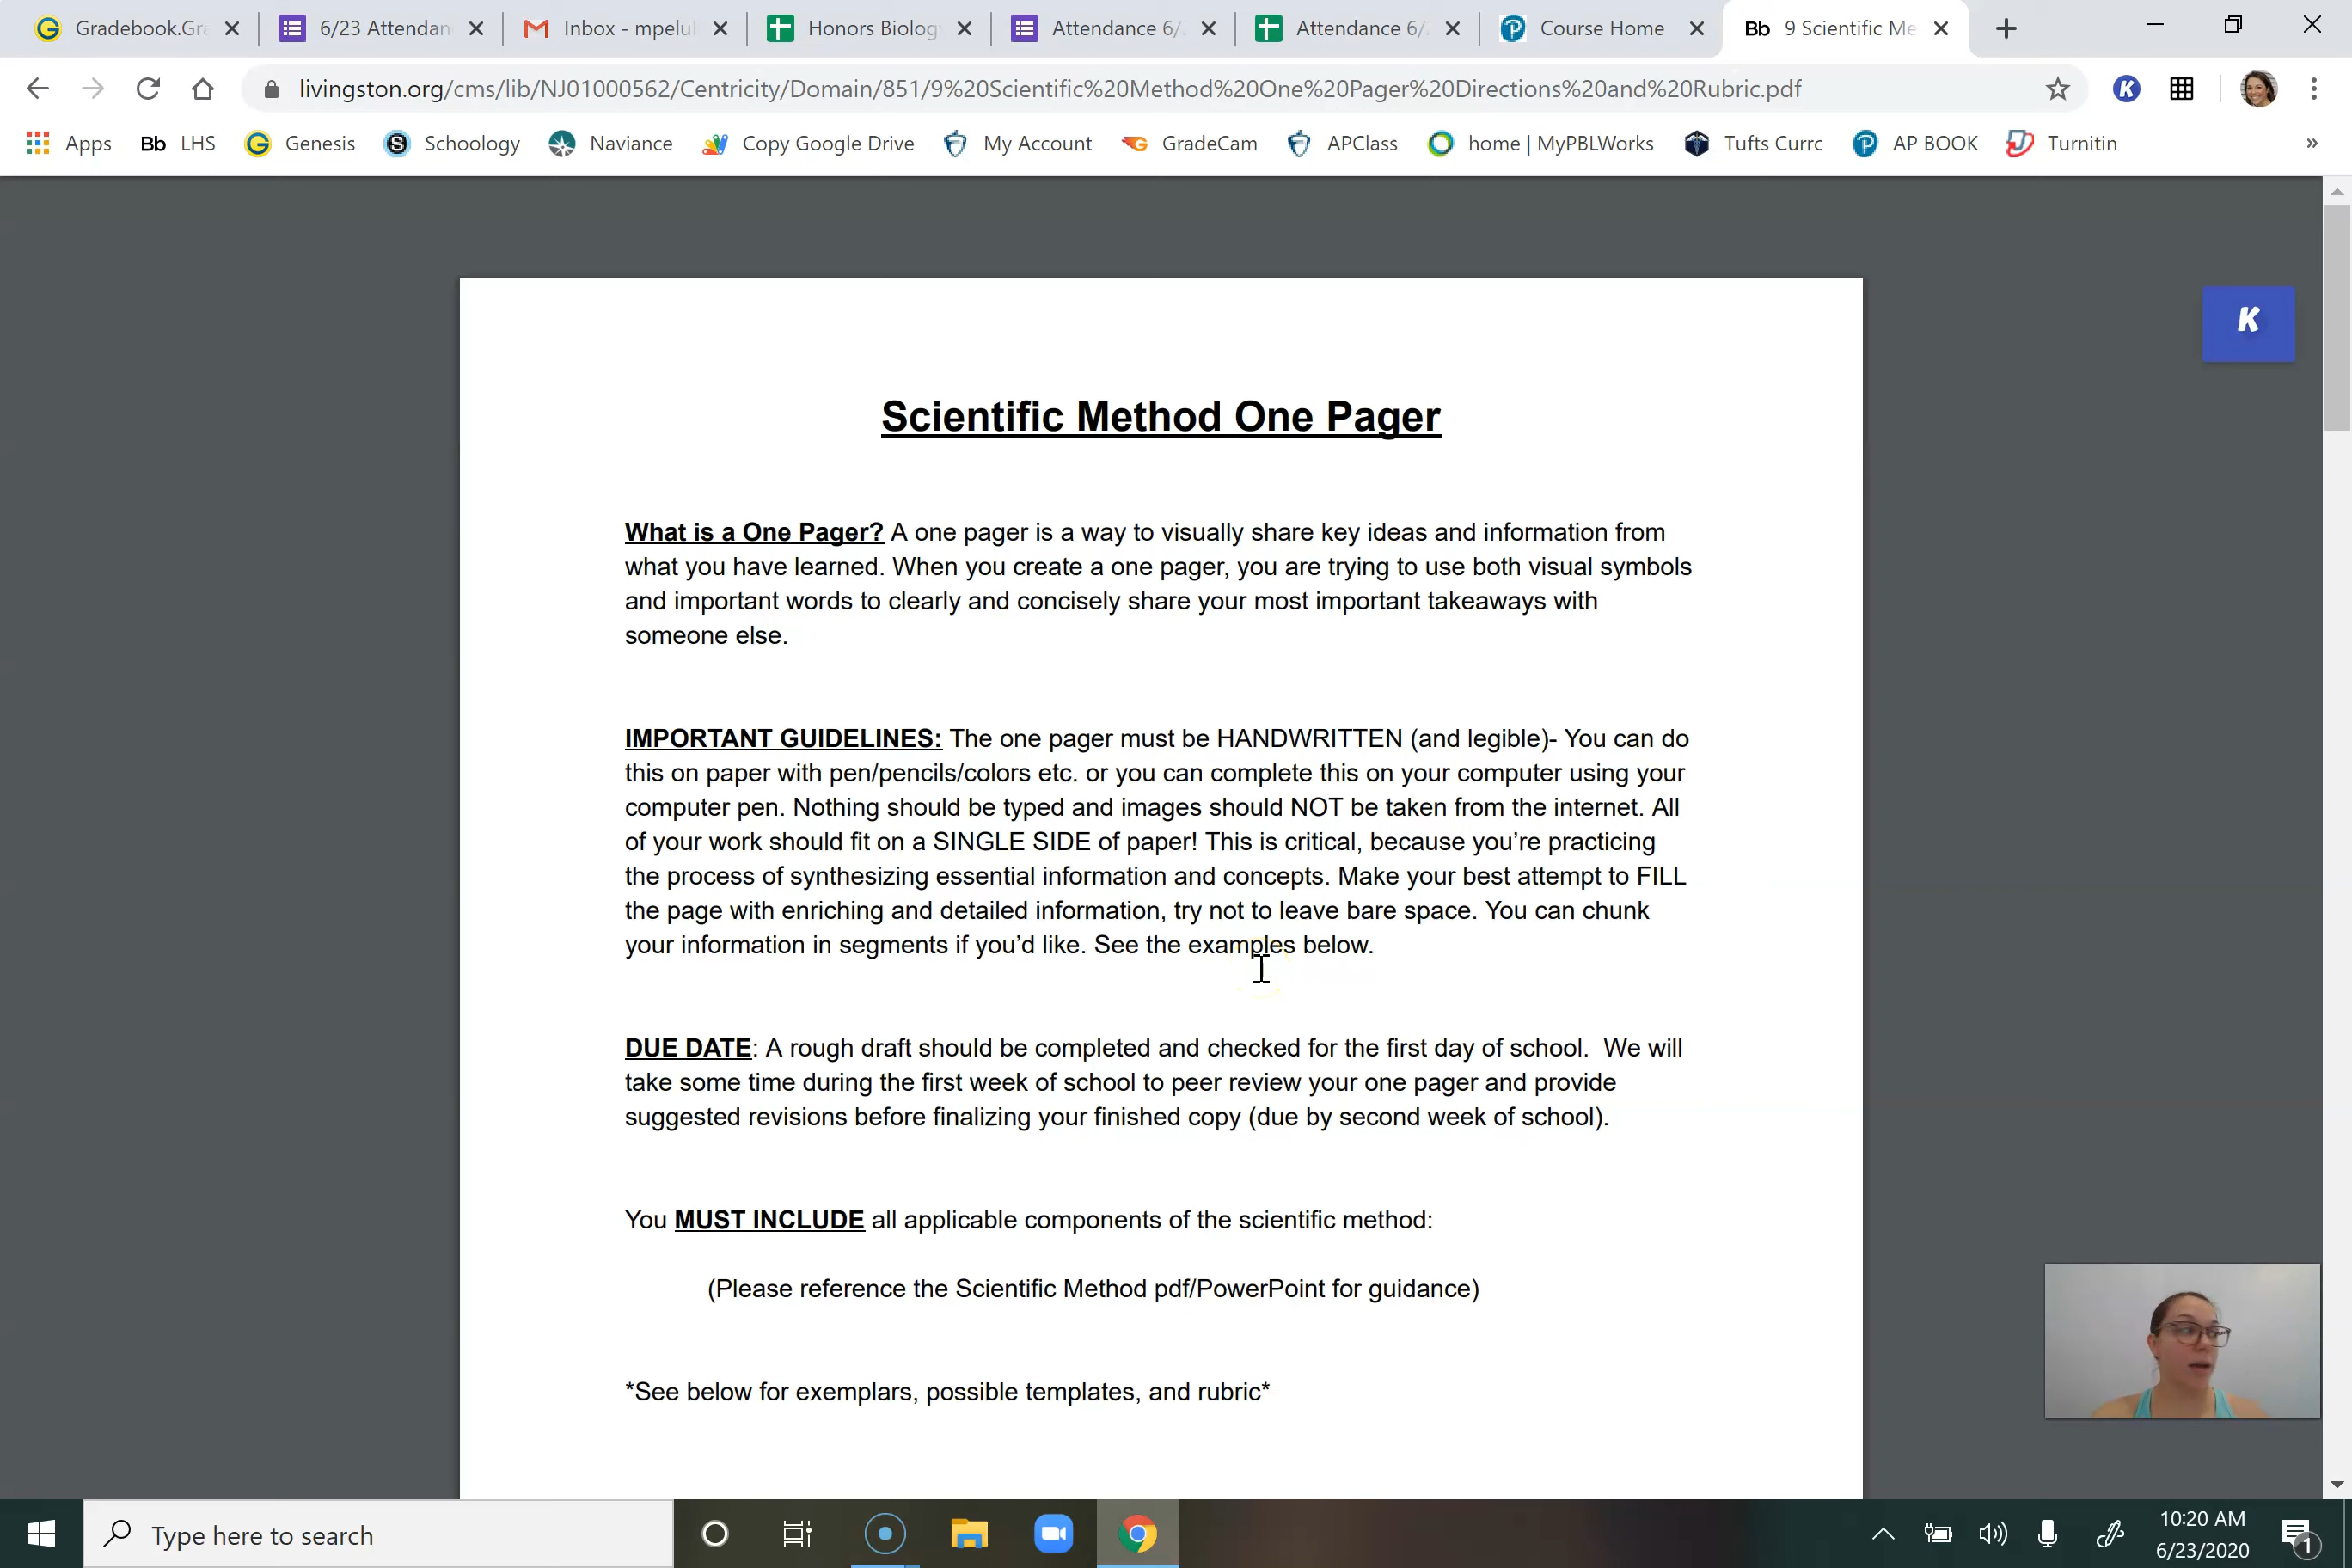 Gradebook.Gra
6/23 Attendan
Inbox - mpelul
Honors Biolog
Attendance 6/
Attendance 6/
Course Home
Bb 9 Scientific Me
livingston.org/cms/lib/NJ01000562/Centricity/Domain/851/9%20Scientific%20Method%20One%20Pager%20Directions%20and%20Rubric.pdf
K
Apps
Bb LHS
G Genesis
S Schoology
Naviance
Copy Google Drive
My Account
GradeCam
APClass
home | MyPBLWorks
Tufts Currc
AP BOOK
Turnitin
»
K
Scientific Method One Pager
What is a One Pager? A one pager is a way to visually share key ideas and information from
what you have learned. When you create a one pager, you are trying to use both visual symbols
and important words to clearly and concisely share your most important takeaways with
someone else.
IMPORTANT GUIDELINES: The one pager must be HANDWRITTEN (and legible)- You can do
this on paper with pen/pencils/colors etc. or you can complete this on your computer using your
computer pen. Nothing should be typed and images should NOT be taken from the internet. All
of your work should fit on a SINGLE SIDE of paper! This is critical, because you’re practicing
the process of synthesizing essential information and concepts. Make your best attempt to FILL
the page with enriching and detailed information, try not to leave bare space. You can chunk
your information in segments if you’d like. See the examples below.
DUE DATE: A rough draft should be completed and checked for the first day of school.  We will
take some time during the first week of school to peer review your one pager and provide
suggested revisions before finalizing your finished copy (due by second week of school).
You MUST INCLUDE all applicable components of the scientific method:
(Please reference the Scientific Method pdf/PowerPoint for guidance)
*See below for exemplars, possible templates, and rubric*
Type here to search
10:20 AM
6/23/2020
1